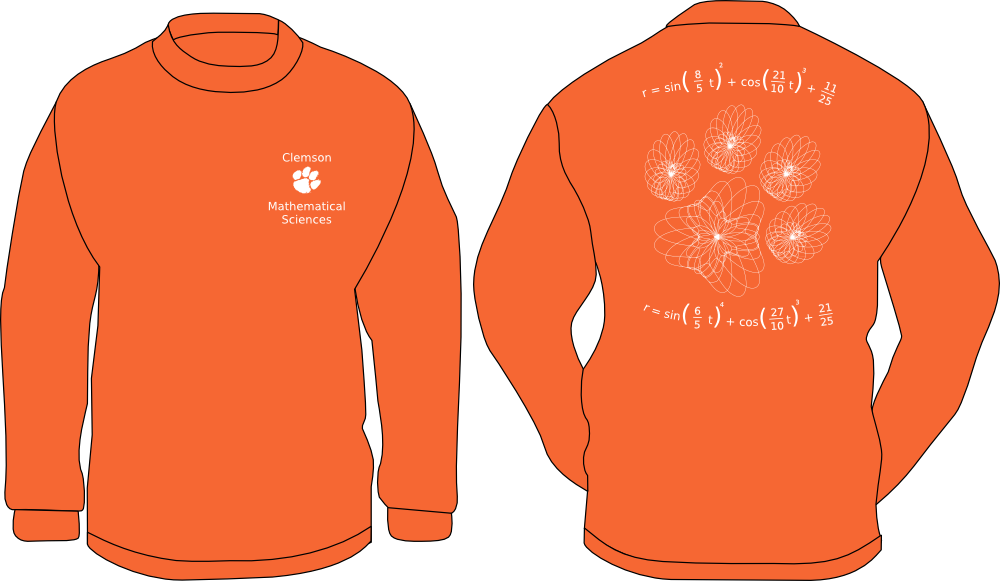 Clemson
Mathematical
Sciences
r = sin(8/5 t)² + cos(21/10 t)³ + 11/25
r = sin(6/5 t)⁴ + cos(27/10 t)³ + 21/25